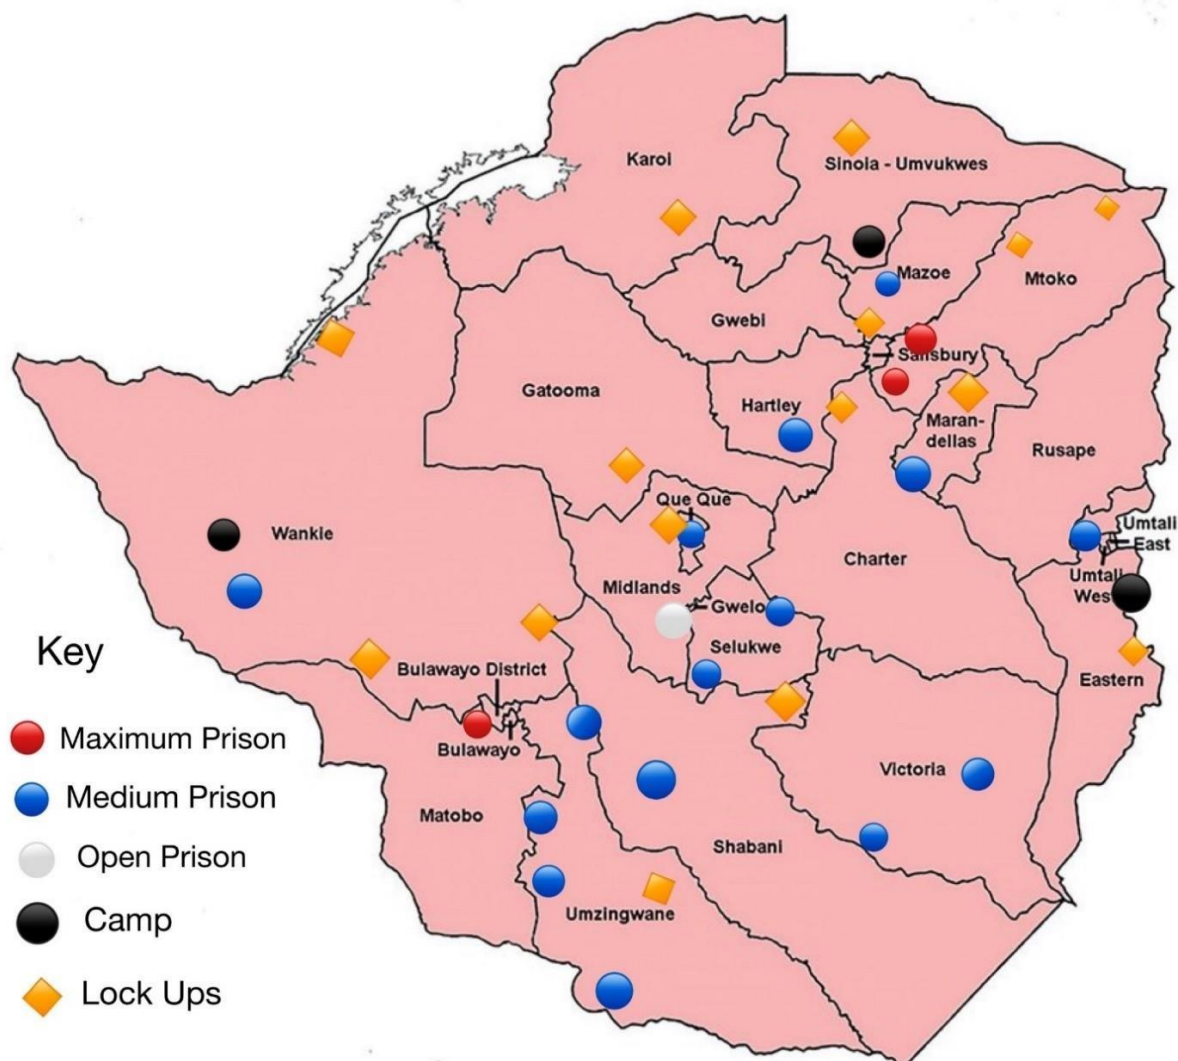 Karoi
Sinoia - Umvukwes
Mazoe
Mtoko
Gwebi
Salisbury
Gatooma
Hartley
Maran-
dellas
Rusape
Que Que
Wankie
Umtali
East
Charter
Umtali
West
Midlands
Gwelo
Selukwe
Eastern
Bulawayo District
Bulawayo
Victoria
Matobo
Shabani
Umzingwane
Key
Maximum Prison
Medium Prison
Open Prison
Camp
Lock Ups